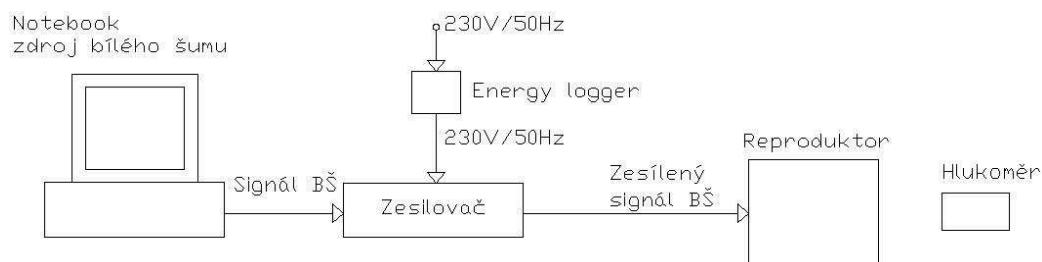 Notebook
zdroj bílého šumu
230V/50Hz
Energy logger
230V/50Hz
Signál BŠ
Zesilovač
Zesílený
signál BŠ
Reproduktor
Hlukoměr